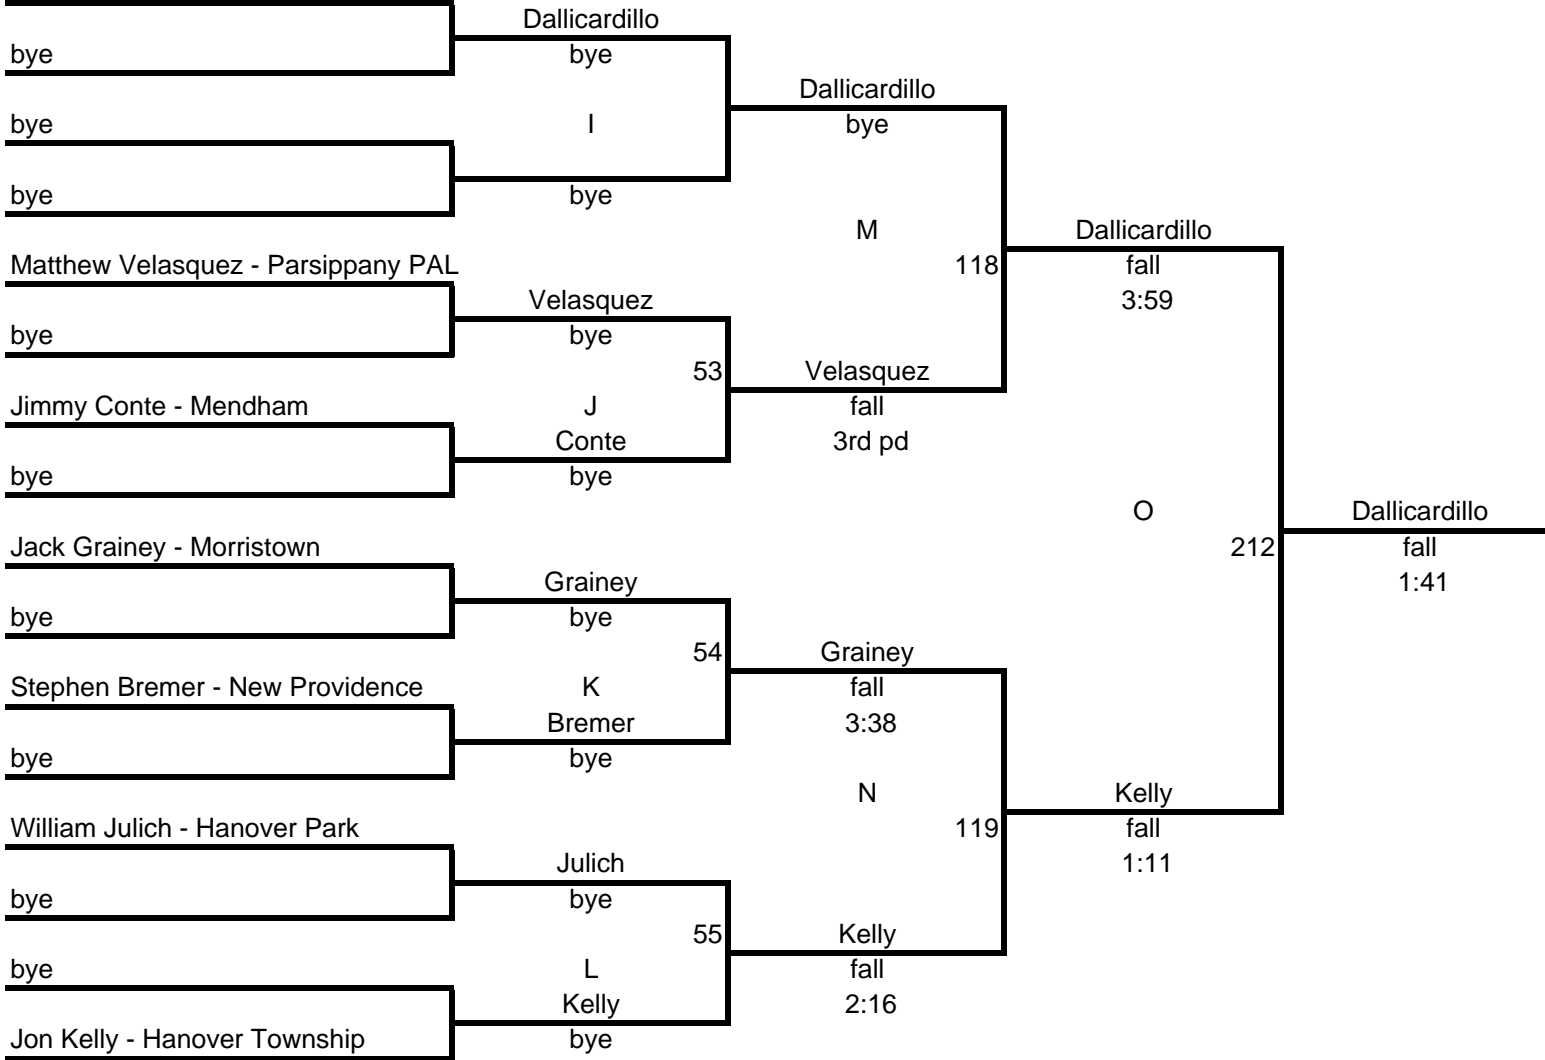 Dallicardillo
bye
bye
Dallicardillo
bye
I
bye
bye
bye
M
Dallicardillo
Matthew Velasquez - Parsippany PAL
118
fall
Velasquez
3:59
bye
bye
53
Velasquez
Jimmy Conte - Mendham
J
fall
Conte
3rd pd
bye
bye
O
Dallicardillo
Jack Grainey - Morristown
212
fall
Grainey
1:41
bye
bye
54
Grainey
Stephen Bremer - New Providence
K
fall
Bremer
3:38
bye
bye
N
Kelly
William Julich - Hanover Park
119
fall
Julich
1:11
bye
bye
55
Kelly
bye
L
fall
Kelly
2:16
Jon Kelly - Hanover Township
bye